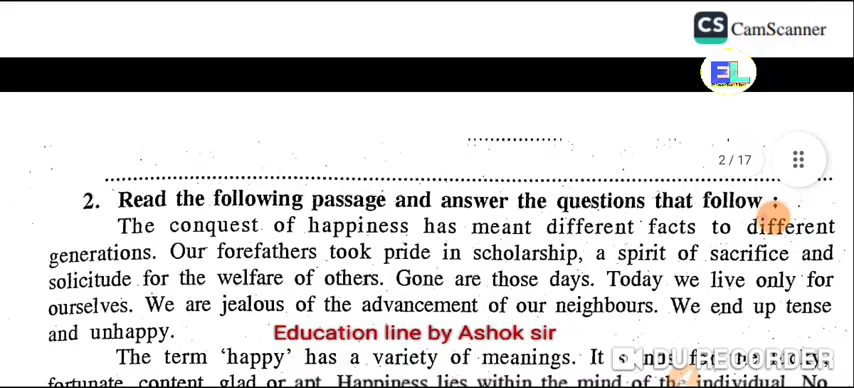 CS CamScanner
EL
2 / 17
2. Read the following passage and answer the questions that follow :
The conquest of happiness has meant different facts to different
generations. Our forefathers took pride in scholarship, a spirit of sacrifice and
solicitude for the welfare of others. Gone are those days. Today we live only for
ourselves. We are jealous of the advancement of our neighbours. We end up tense
and unhappy.
Education line by Ashok sir
The term ‘happy’ has a variety of meanings. It
DU RECORDER
fortunate, content, glad or apt. Happiness lies within the mind of the individual. No